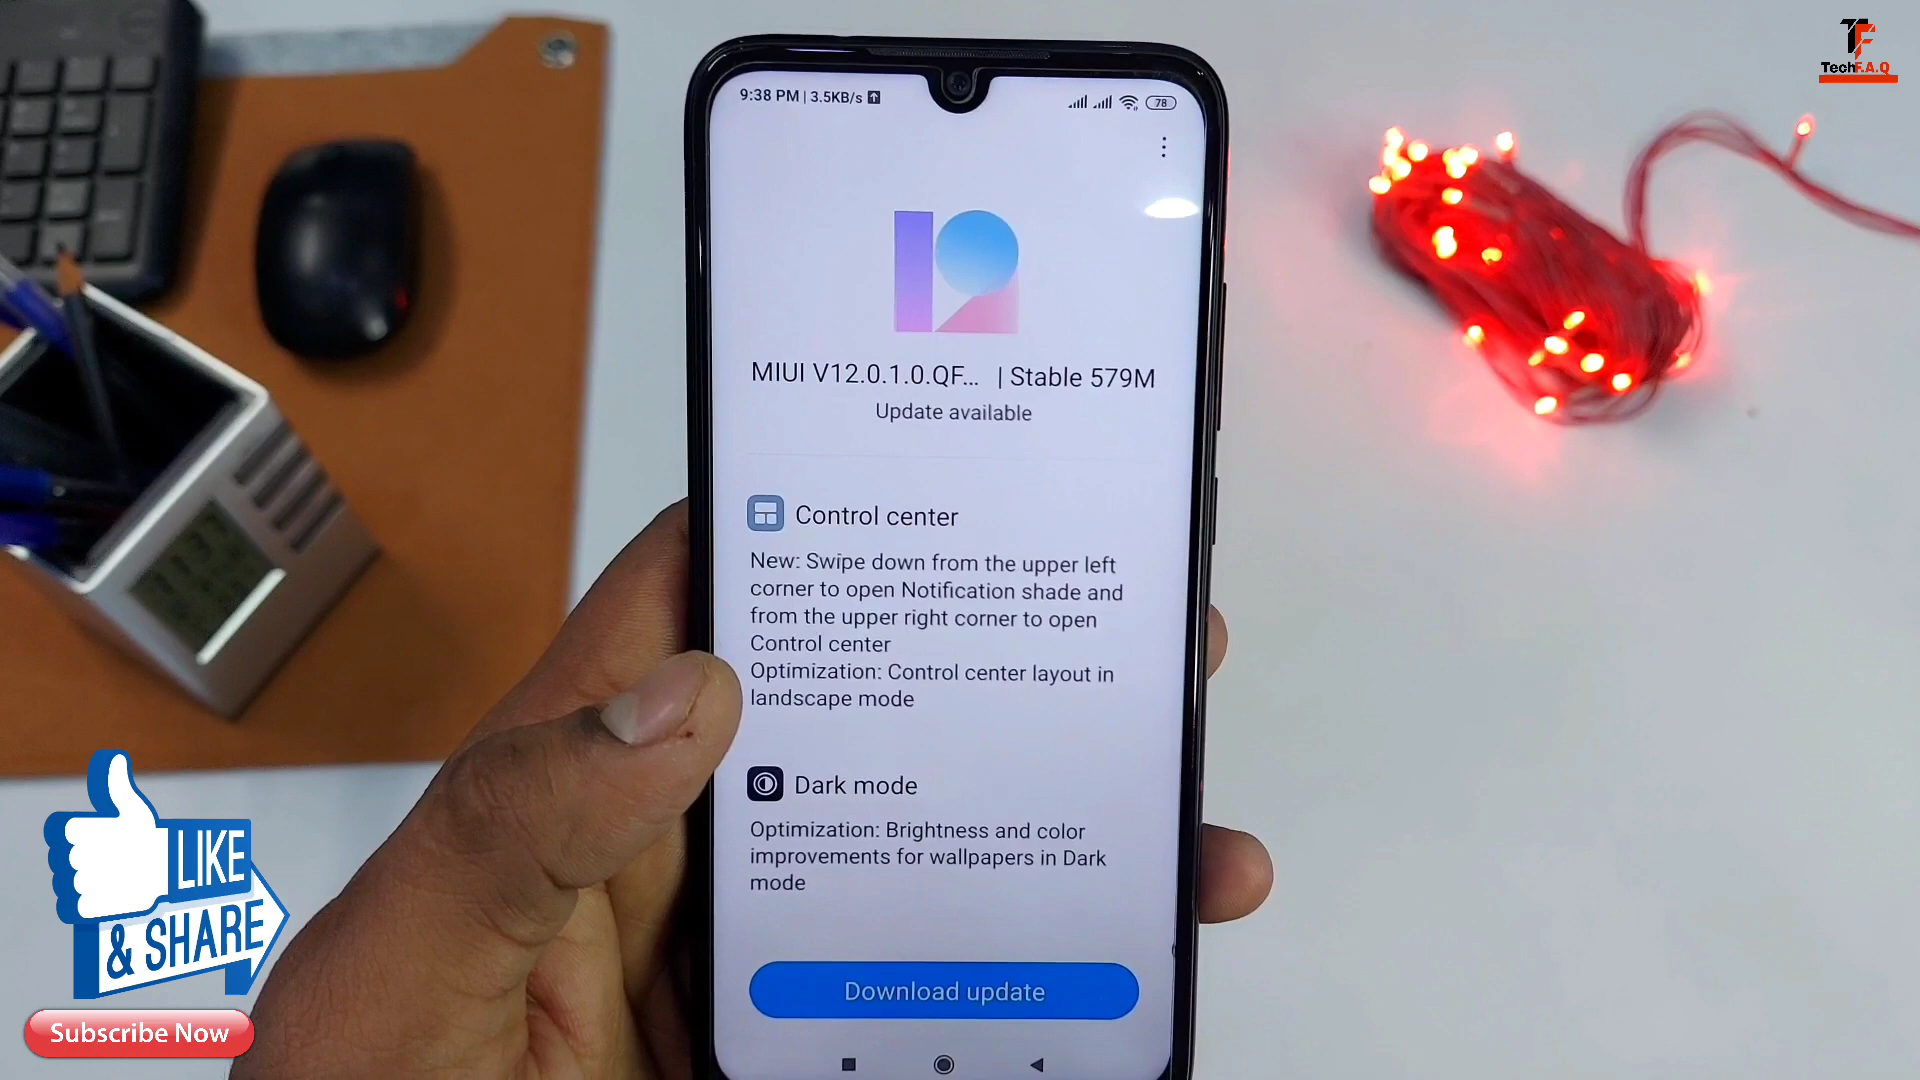 9:38 PM | 3.5KB/s
78
TF
TechF.A.Q
MIUI V12.0.1.0.QF... | Stable 579M
Update available
Control center
New: Swipe down from the upper left
corner to open Notification shade and
from the upper right corner to open
Control center
Optimization: Control center layout in
landscape mode
Dark mode
Optimization: Brightness and color
improvements for wallpapers in Dark
mode
Download update
LIKE
& SHARE
Subscribe Now